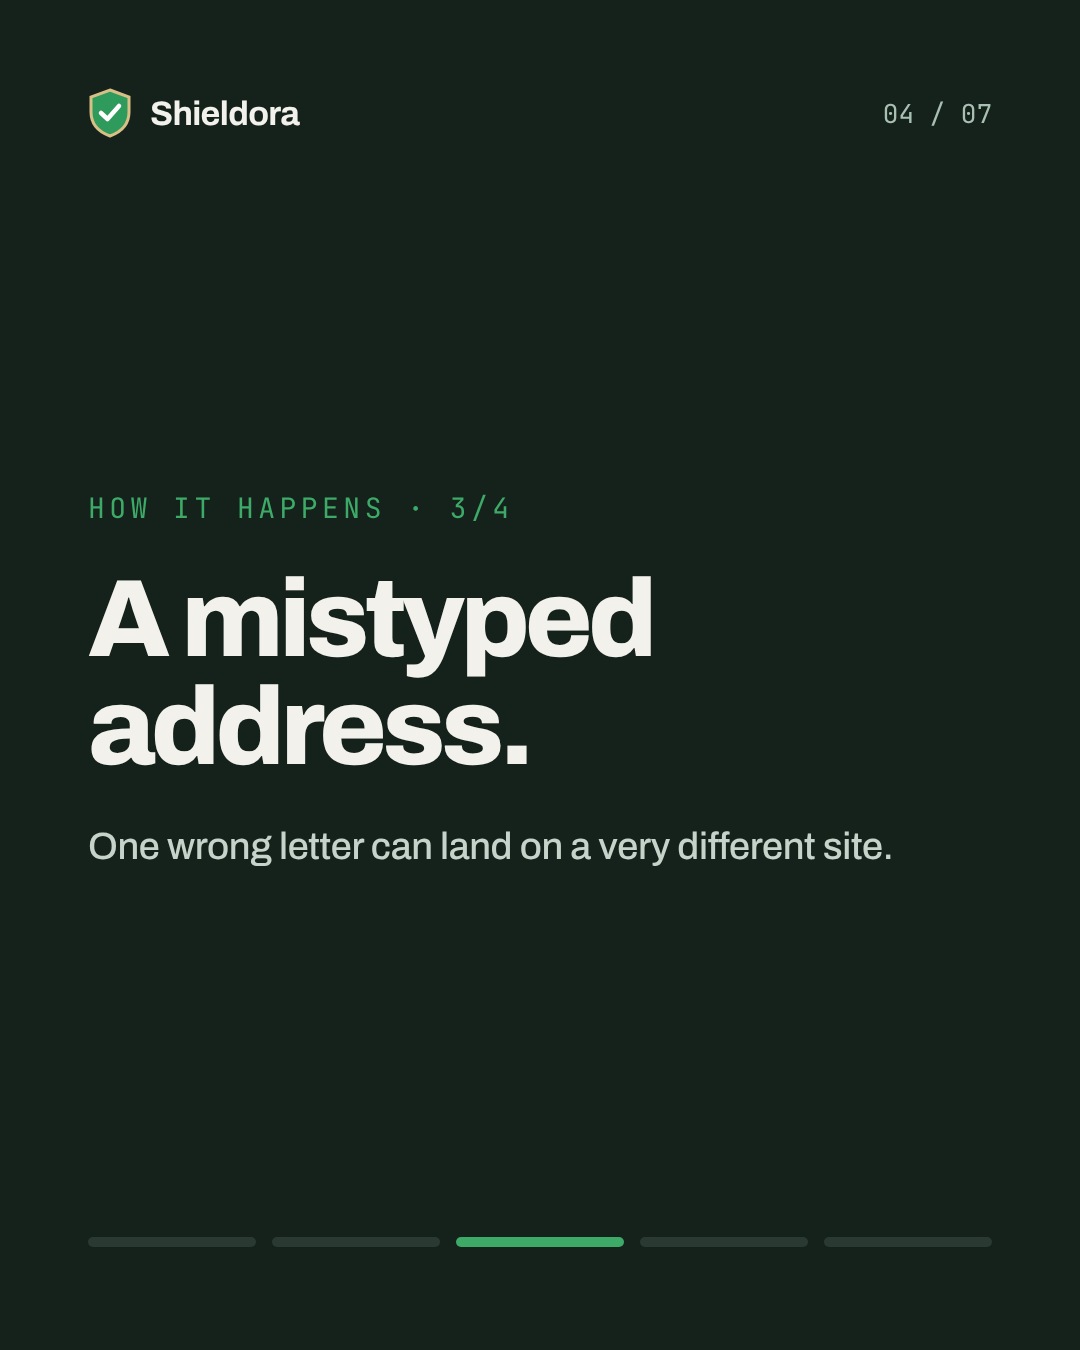 Shieldora
04 / 07
HOW IT HAPPENS · 3/4
A mistyped
address.
One wrong letter can land on a very different site.